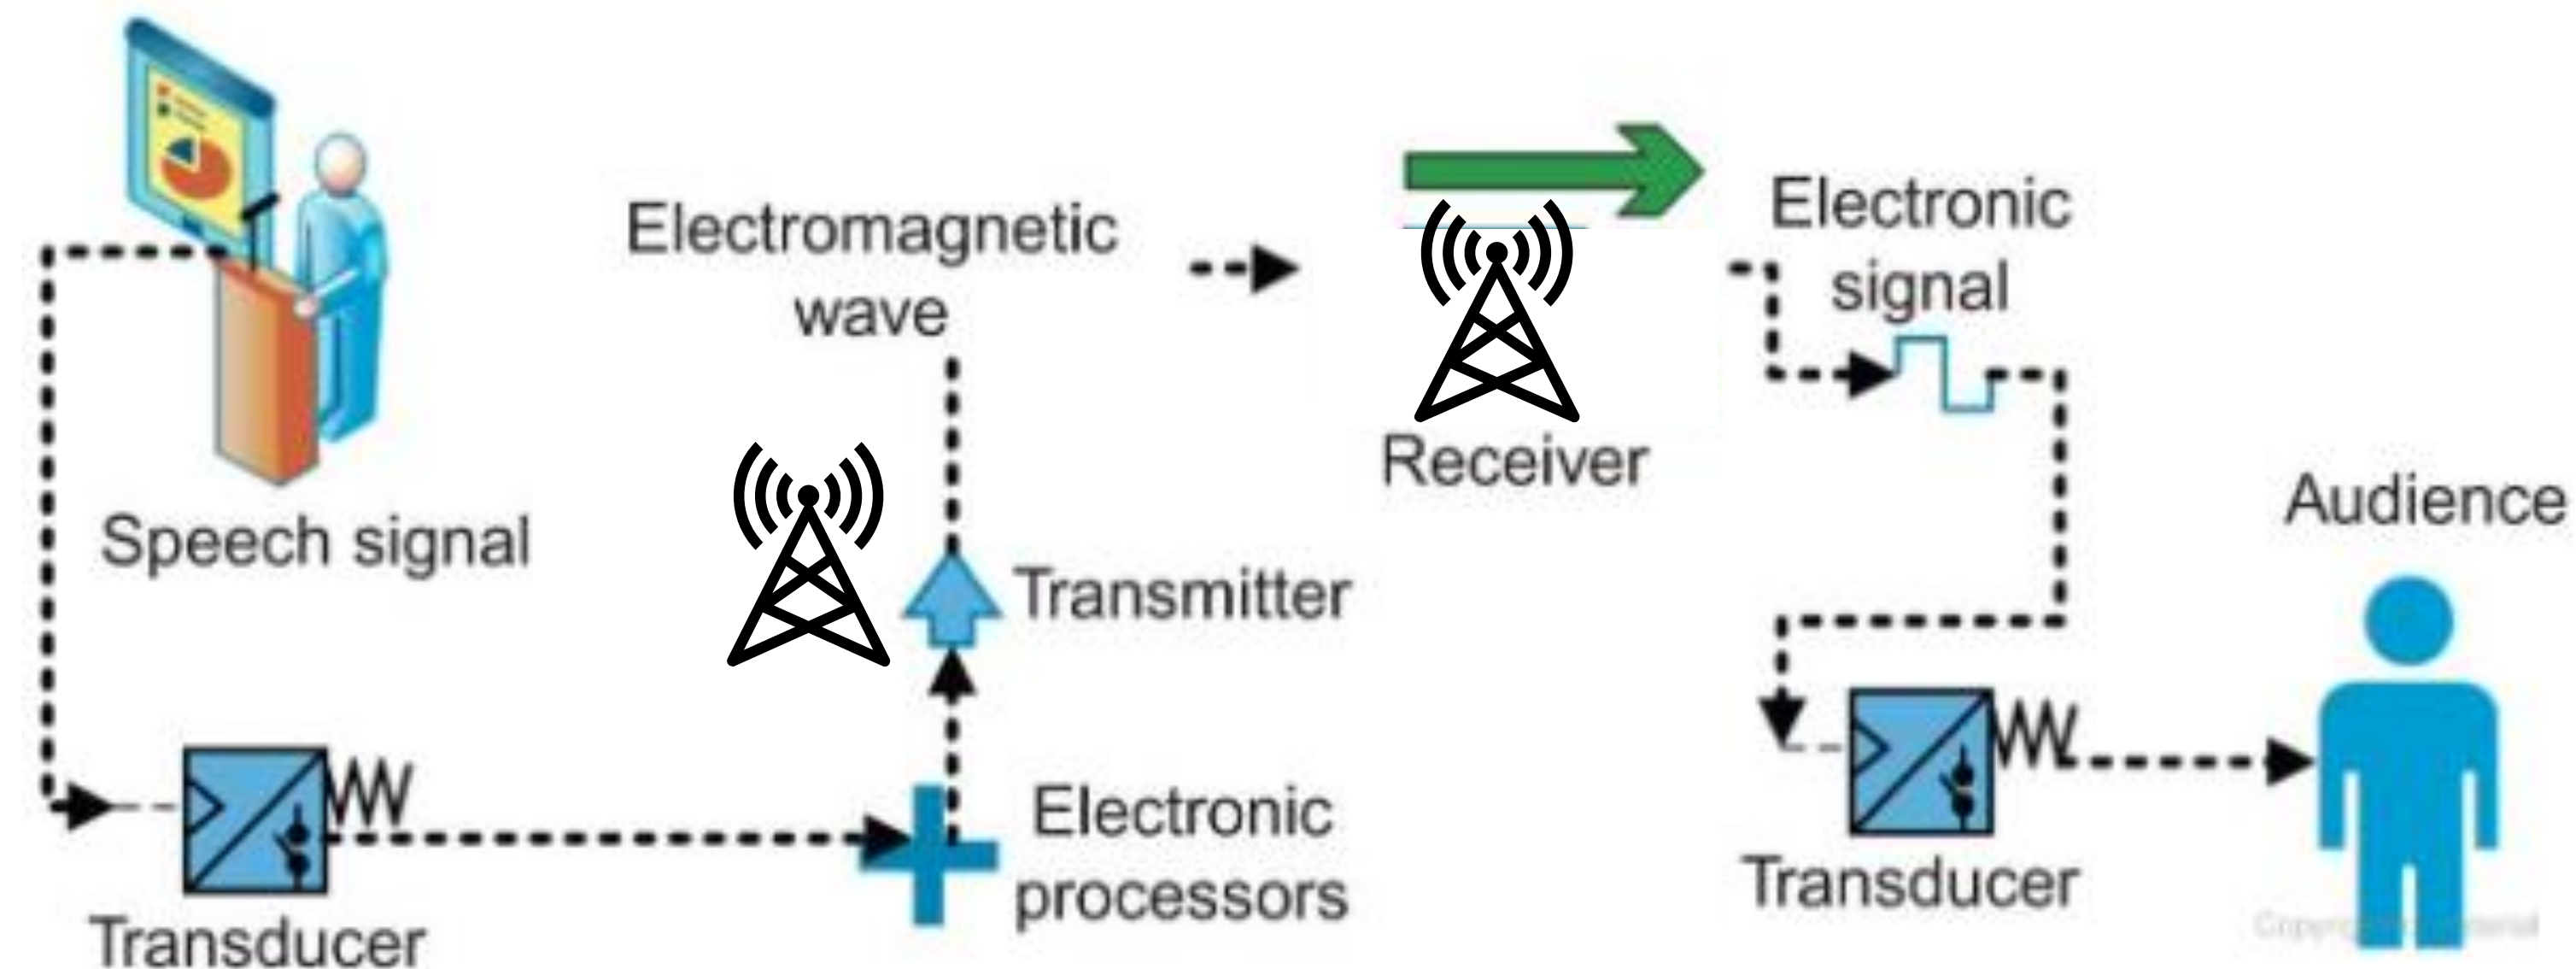 Speech signal
Transducer
Electronic
processors
Transmitter
Electromagnetic
wave
Receiver
Electronic
signal
Transducer
Audience